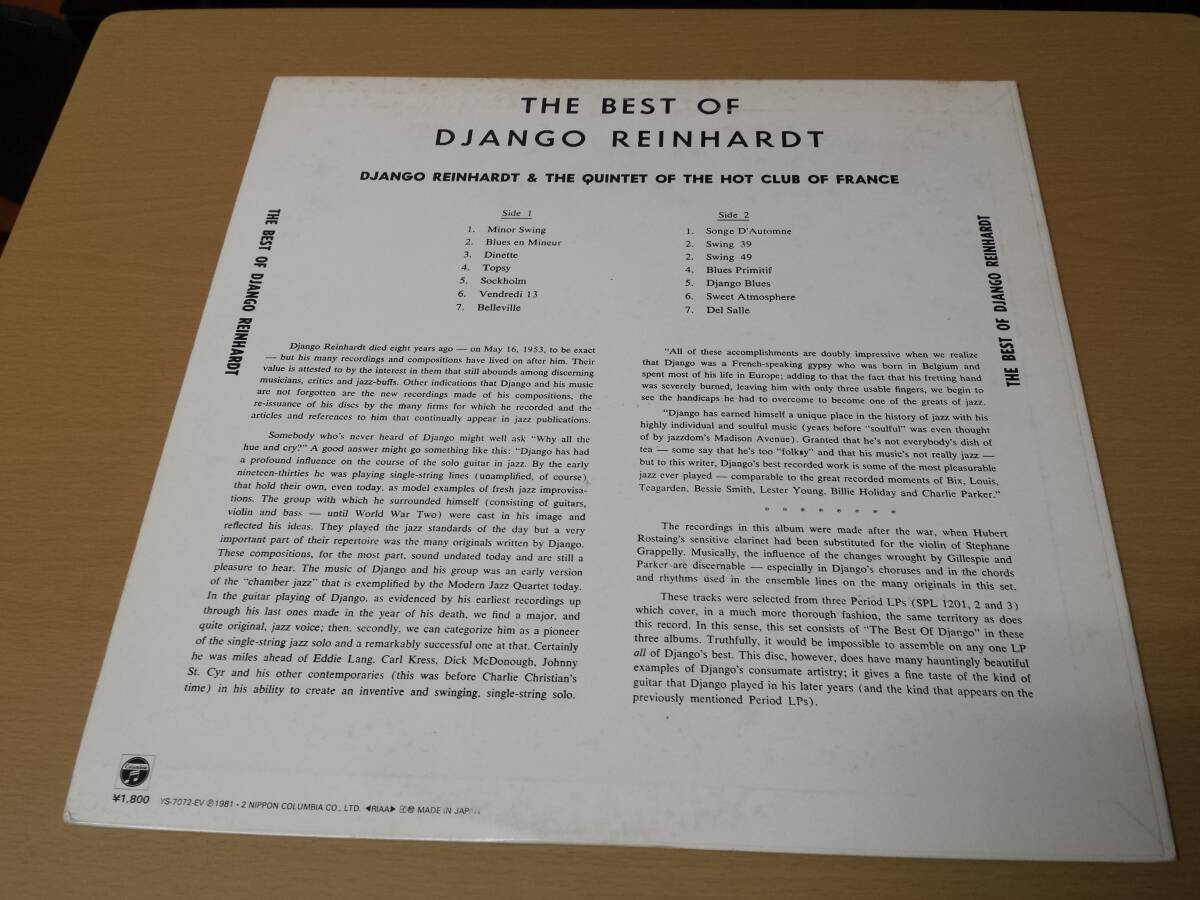 THE BEST OF
DJANGO REINHARDT
DJANGO REINHARDT & THE QUINTET OF THE HOT CLUB OF FRANCE
THE BEST OF DJANGO REINHARDT
Side 1
1. Minor Swing
2. Blues en Mineur
3. Dinette
4. Topsy
5. Sockholm
6. Vendredi 13
7. Belleville
Side 2
1. Songe D'Automne
2. Swing 39
2. Swing 49
4. Blues Primitif
5. Django Blues
6. Sweet Atmosphere
7. Del Salle
THE BEST OF DJANGO REINHARDT
Django Reinhardt died eight years ago — on May 16, 1953, to be exact
— but his many recordings and compositions have lived on after him. Their
value is attested to by the interest in them that still abounds among discerning
musicians, critics and jazz-buffs. Other indications that Django and his music
are not forgotten are the new recordings made of his compositions, the
re-issuance of his discs by the many firms for which he recorded and the
articles and references to him that continually appear in jazz publications.
Somebody who's never heard of Django might well ask "Why all the
hue and cry?" A good answer might go something like this: "Django has had
a profound influence on the course of the solo guitar in jazz. By the early
nineteen-thirties he was playing single-string lines (unamplified, of course)
that hold their own, even today, as model examples of fresh jazz improvisa-
tions. The group with which he surrounded himself (consisting of guitars,
violin and bass — until World War Two) were cast in his image and
reflected his ideas. They played the jazz standards of the day but a very
important part of their repertoire was the many originals written by Django.
These compositions, for the most part, sound undated today and are still a
pleasure to hear. The music of Django and his group was an early version
of the "chamber jazz" that is exemplified by the Modern Jazz Quartet today.
In the guitar playing of Django, as evidenced by his earliest recordings up
through his last ones made in the year of his death, we find a major, and
quite original, jazz voice; then, secondly, we can categorize him as a pioneer
of the single-string jazz solo and a remarkably successful one at that. Certainly
he was miles ahead of Eddie Lang, Carl Kress, Dick McDonough, Johnny
St. Cyr and his other contemporaries (this was before Charlie Christian's
time) in his ability to create an inventive and swinging, single-string solo.
"All of these accomplishments are doubly impressive when we realize
that Django was a French-speaking gypsy who was born in Belgium and
spent most of his life in Europe; adding to that the fact that his fretting hand
was severely burned, leaving him with only three usable fingers, we begin to
see the handicaps he had to overcome to become one of the greats of jazz.
"Django has earned himself a unique place in the history of jazz with his
highly individual and soulful music (years before "soulful" was even thought
of by jazzdom's Madison Avenue). Granted that he's not everybody's dish of
tea — some say that he's too "folksy" and that his music's not really jazz —
but to this writer, Django's best recorded work is some of the most pleasurable
jazz ever played — comparable to the great recorded moments of Bix, Louis,
Teagarden, Bessie Smith, Lester Young, Billie Holiday and Charlie Parker."
* * * * * * * *
The recordings in this album were made after the war, when Hubert
Rostaing's sensitive clarinet had been substituted for the violin of Stephane
Grappelly. Musically, the influence of the changes wrought by Gillespie and
Parker are discernable — especially in Django's choruses and in the chords
and rhythms used in the ensemble lines on the many originals in this set.
These tracks were selected from three Period LPs (SPL 1201, 2 and 3)
which cover, in a much more thorough fashion, the same territory as does
this record. In this sense, this set consists of "The Best Of Django" in these
three albums. Truthfully, it would be impossible to assemble on any one LP
all of Django's best. This disc, however, does have many hauntingly beautiful
examples of Django's consumate artistry; it gives a fine taste of the kind of
guitar that Django played in his later years (and the kind that appears on the
previously mentioned Period LPs).
Columbia
¥1,800 YS-7072-EV ℗1981・2 NIPPON COLUMBIA CO., LTD. ◀RIAA▶ MADE IN JAPAN